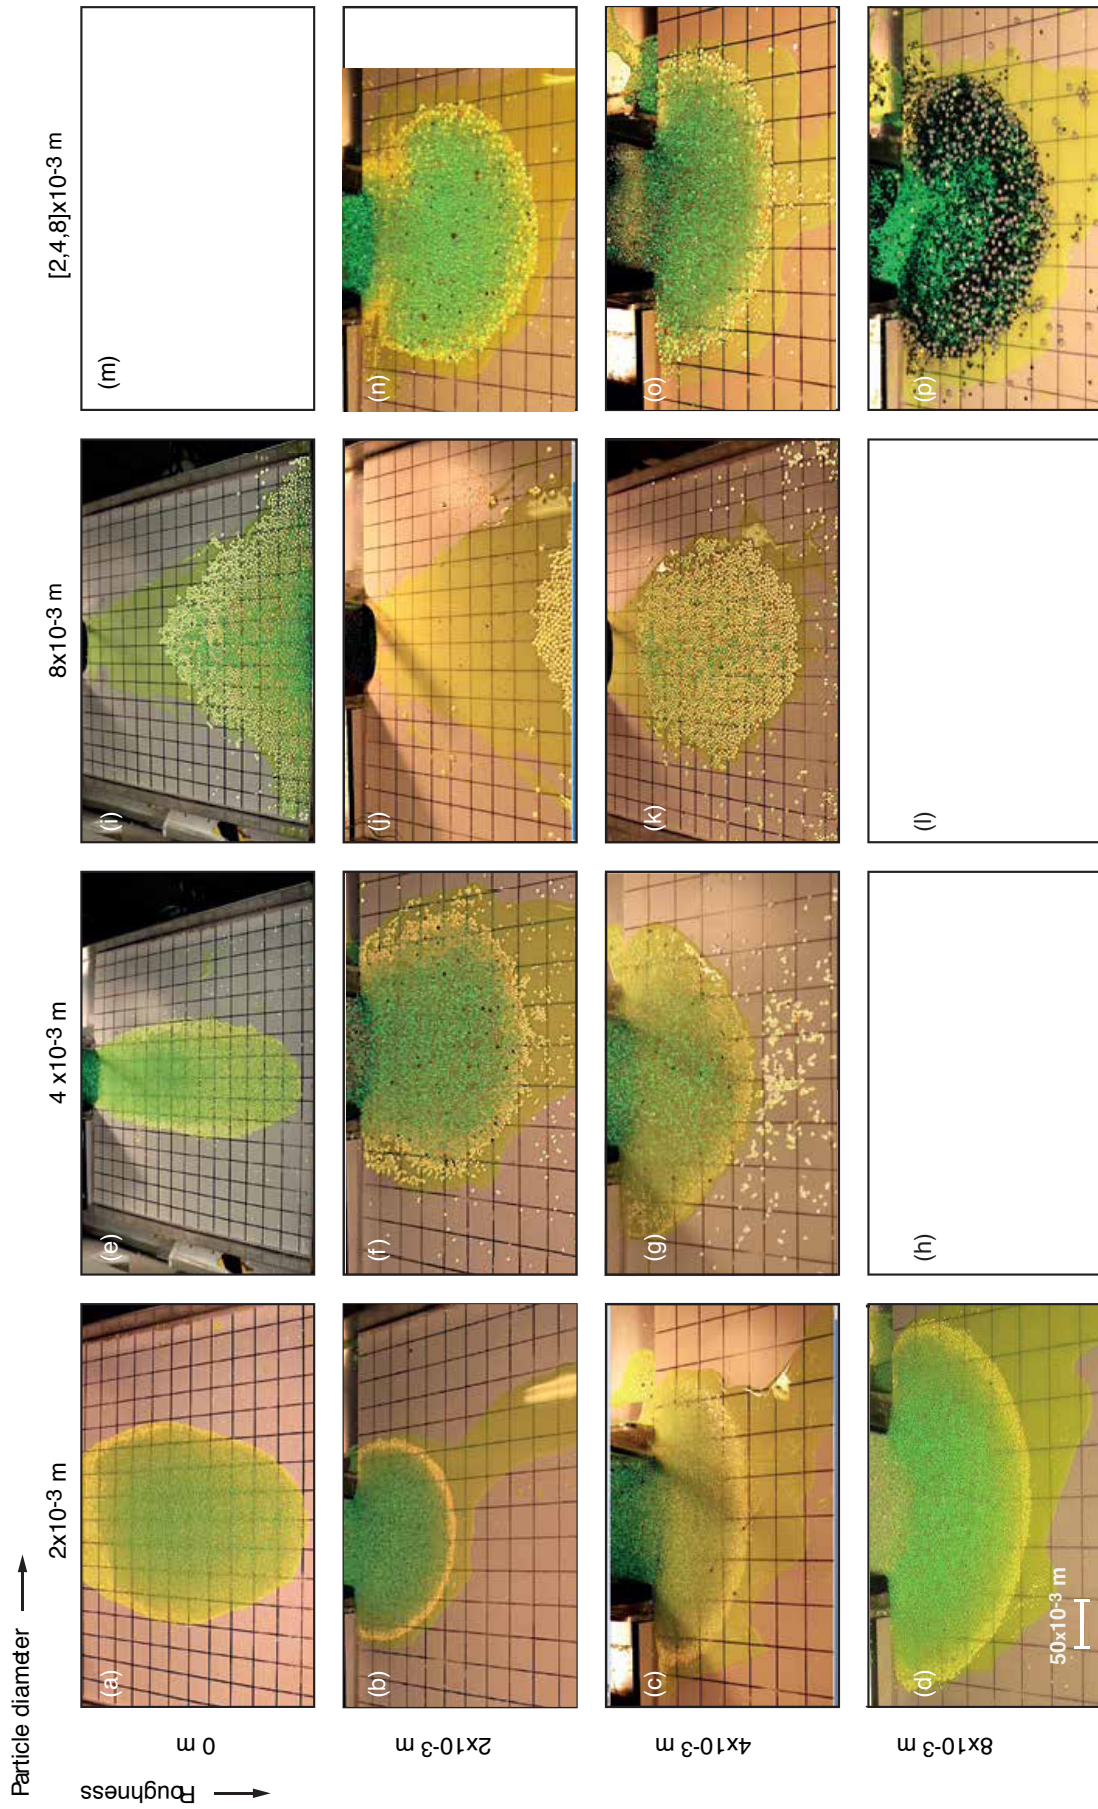 Particle diameter
2x10-3 m
4 x10-3 m
8x10-3 m
[2,4,8]x10-3 m
Roughness
0 m
(a)
(e)
(i)
(m)
2x10-3 m
(b)
(f)
(j)
(n)
4x10-3 m
(c)
(g)
(k)
(o)
8x10-3 m
(d)
(h)
(l)
(p)
50x10-3 m